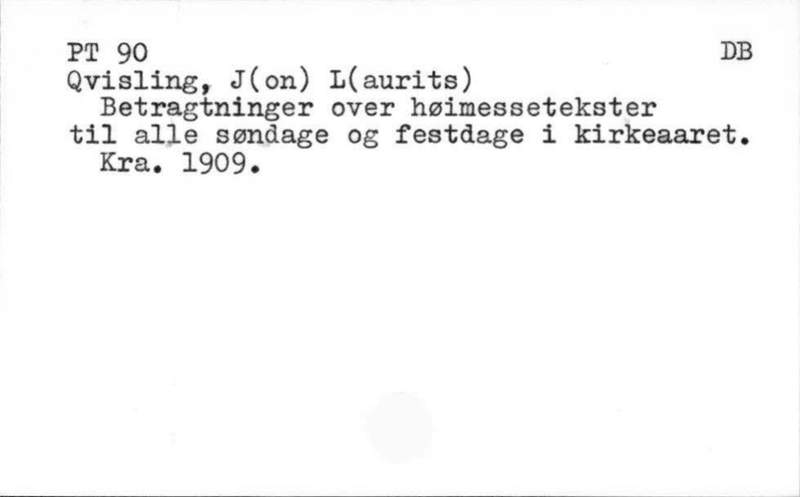 PT 90 DB
Qvisling, J(on) L(aurits)
Betragtninger over høimessetekster
til alle søndage og festdage i kirkeaaret.
Kra. 1909.